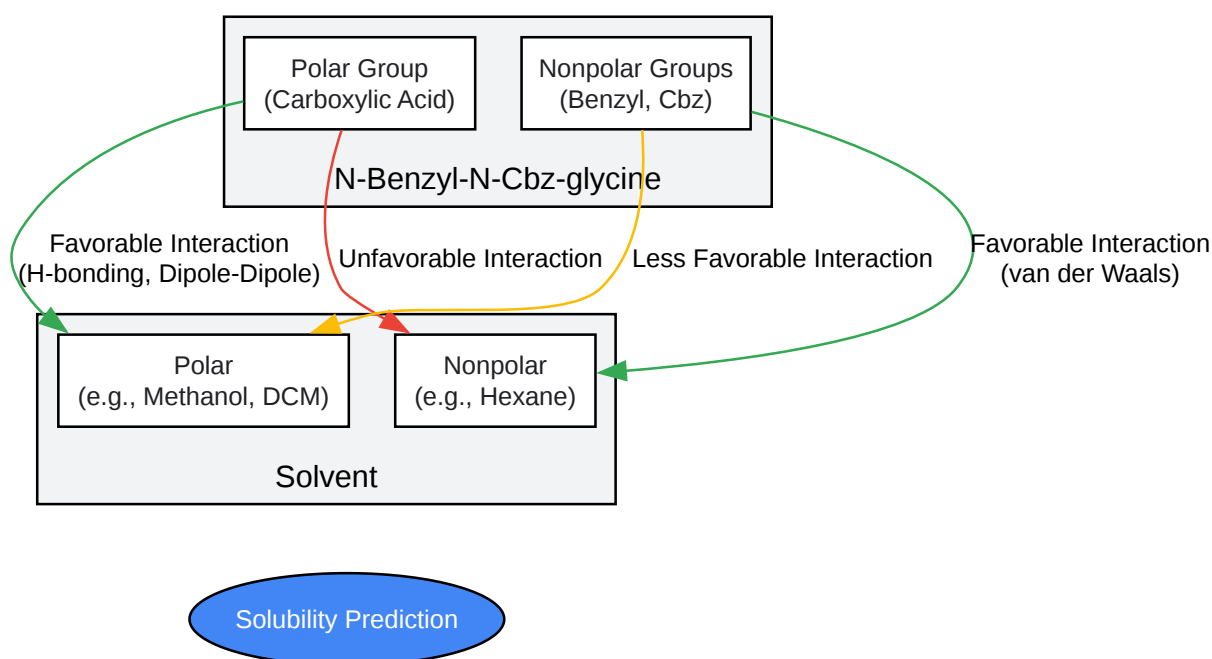 Polar Group
(Carboxylic Acid)
Nonpolar Groups
(Benzyl, Cbz)
N-Benzyl-N-Cbz-glycine
Favorable Interaction
(H-bonding, Dipole-Dipole)
Unfavorable Interaction
Less Favorable Interaction
Favorable Interaction
(van der Waals)
Polar
(e.g., Methanol, DCM)
Nonpolar
(e.g., Hexane)
Solvent
Solubility Prediction